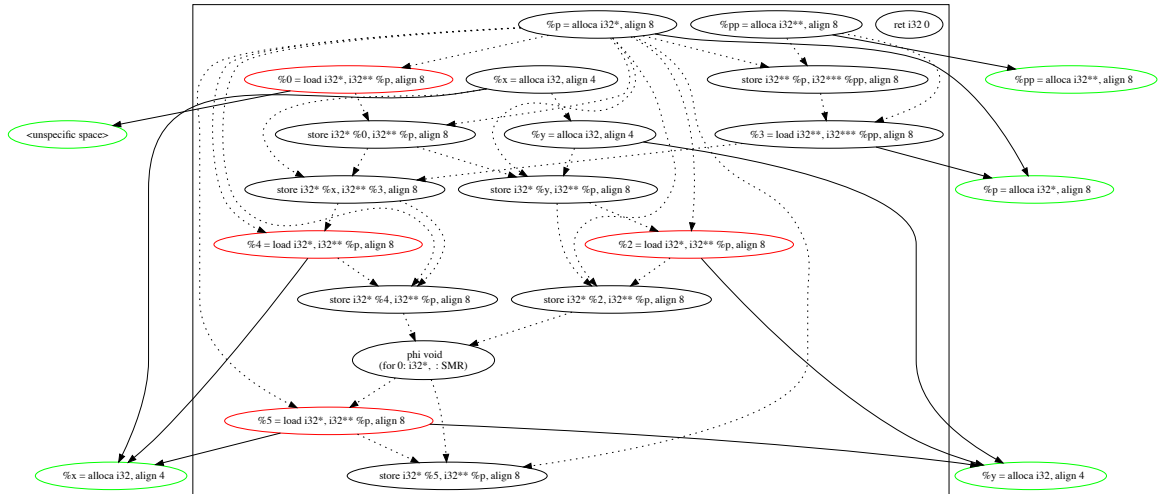 %p = alloca i32*, align 8
%pp = alloca i32**, align 8
ret i32 0
%0 = load i32*, i32** %p, align 8
%x = alloca i32, align 4
store i32** %p, i32*** %pp, align 8
%pp = alloca i32**, align 8
<unspecific space>
store i32* %0, i32** %p, align 8
%y = alloca i32, align 4
%3 = load i32**, i32*** %pp, align 8
store i32* %x, i32** %3, align 8
store i32* %y, i32** %p, align 8
%p = alloca i32*, align 8
%4 = load i32*, i32** %p, align 8
%2 = load i32*, i32** %p, align 8
store i32* %4, i32** %p, align 8
store i32* %2, i32** %p, align 8
phi void
(for 0: i32*,  : SMR)
%5 = load i32*, i32** %p, align 8
%x = alloca i32, align 4
store i32* %5, i32** %p, align 8
%y = alloca i32, align 4